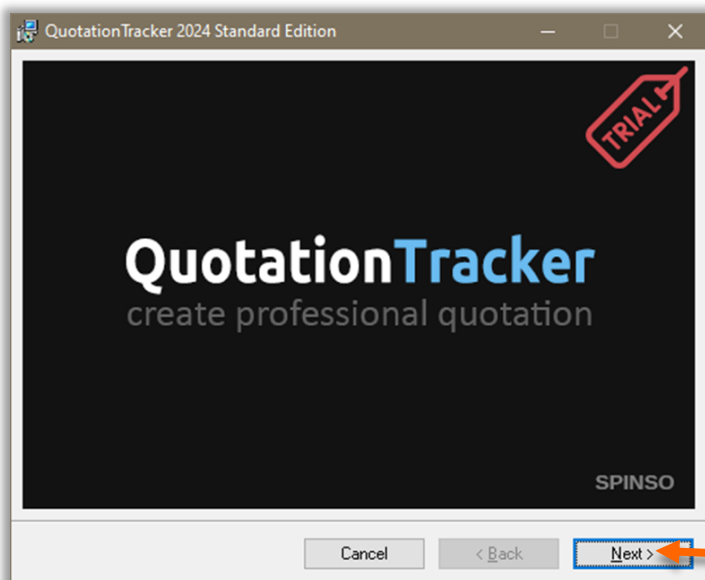 QuotationTracker 2024 Standard Edition
TRIAL
QuotationTracker
create professional quotation
SPINSO
Cancel
< Back
Next >